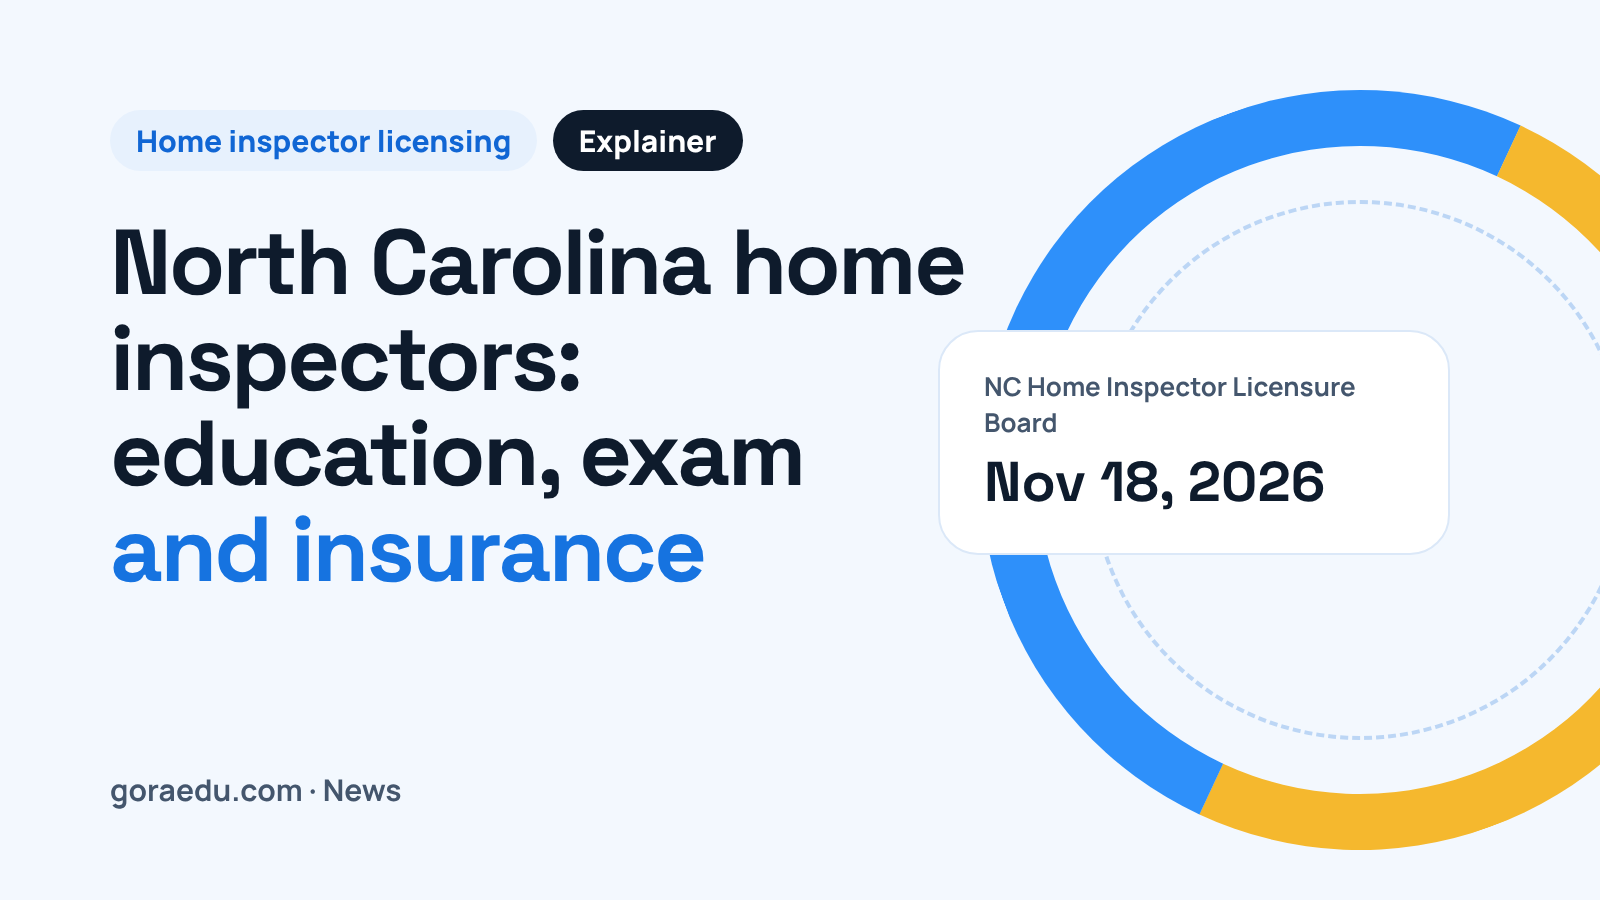 Home inspector licensing
Explainer
North Carolina home
inspectors:
education, exam
and insurance
NC Home Inspector Licensure
Board
Nov 18, 2026
goraedu.com · News